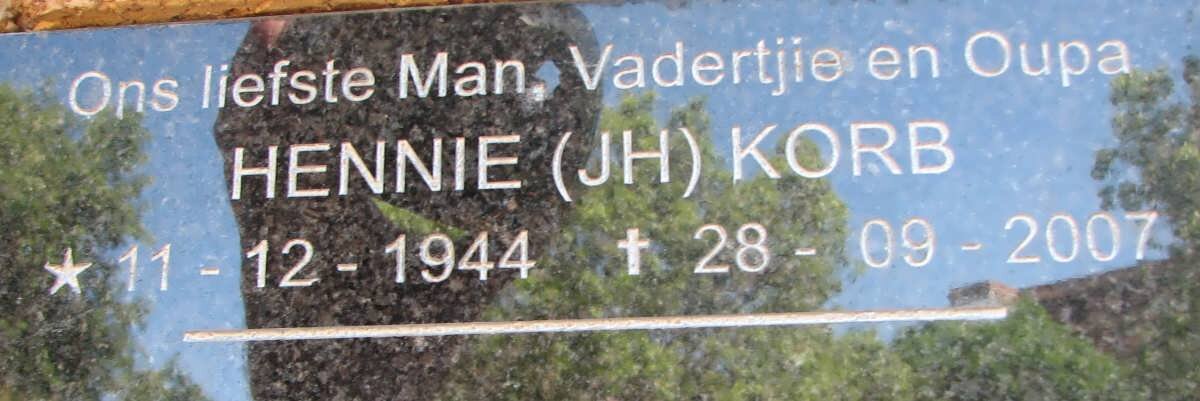 Ons liefste Man, Vadertjie en Oupa
HENNIE (JH) KORB
★ 11 - 12 - 1944 ✝ 28 - 09 - 2007